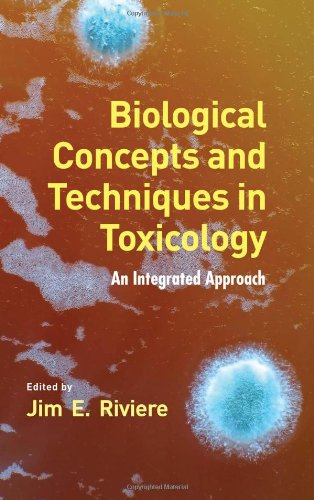 Biological
Concepts and
Techniques in
Toxicology
An Integrated Approach
Edited by
Jim E. Riviere